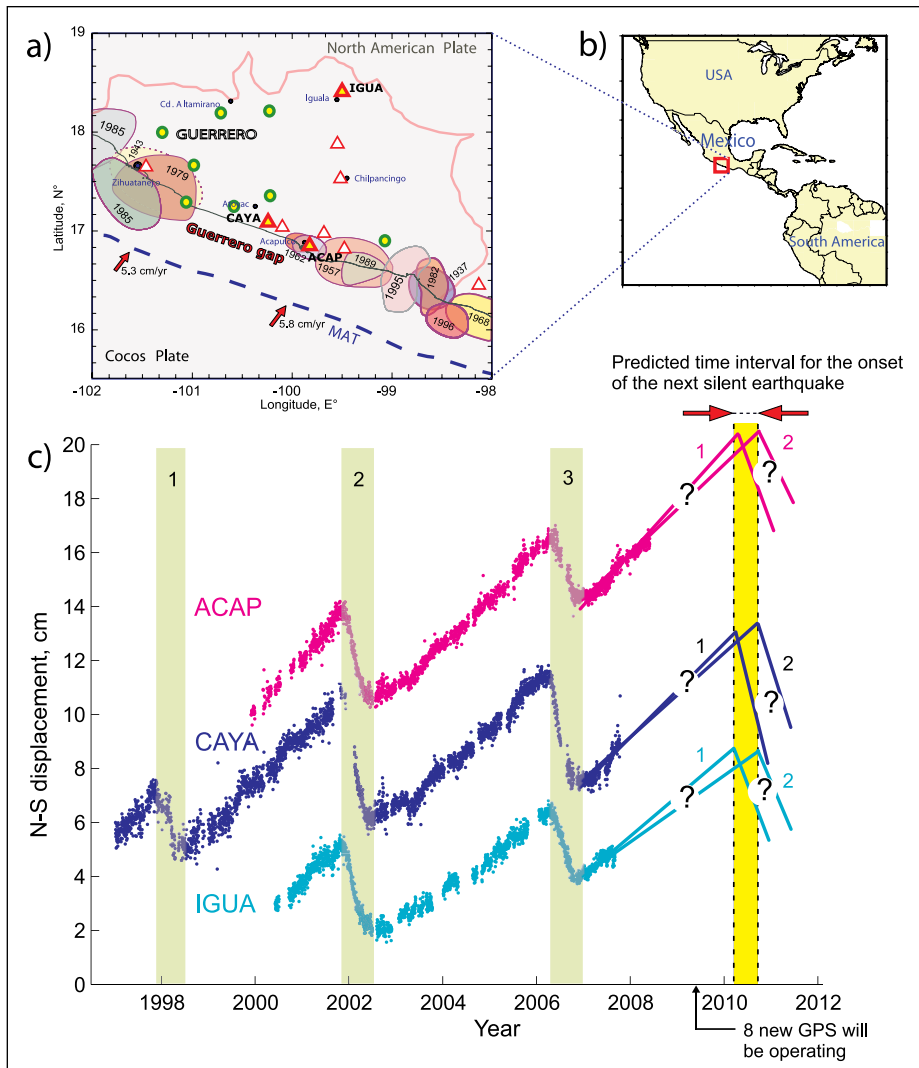 a)
North American Plate
IGUA
Iguala
Cd. Altamirano
GUERRERO
1985
1943
1979
Zihuatanejo
Chilpancingo
Atoyac
CAYA
1985
Guerrero gap
Acapulco
ACAP
1962
1957
1989
1995
1982
1937
1996
1968
5.3 cm/yr
5.8 cm/yr
MAT
Cocos Plate
19
18
17
16
Latitude, N°
-102
-101
-100
-99
-98
Longitude, E°
b)
USA
Mexico
South America
Predicted time interval for the onset
of the next silent earthquake
c)
1
2
3
ACAP
CAYA
IGUA
1
2
?
?
1
2
?
?
1
2
?
?
20
18
16
14
12
10
8
6
4
2
0
N-S displacement, cm
1998
2000
2002
2004
2006
2008
2010
2012
Year
8 new GPS will
be operating